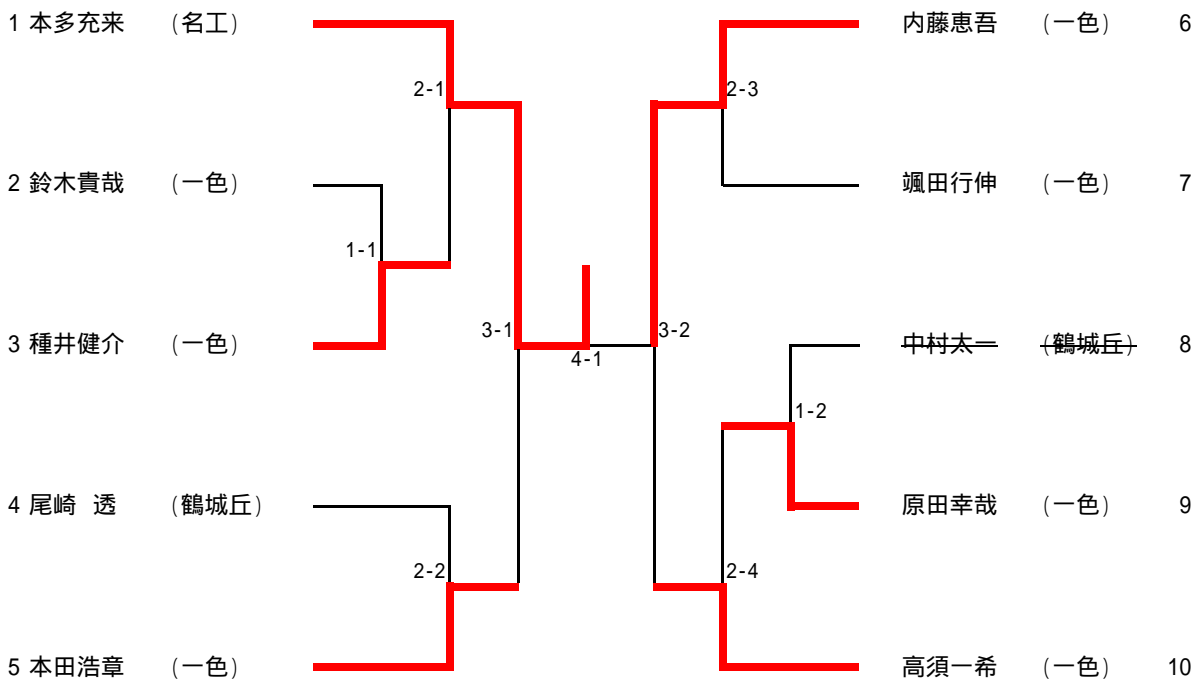 1 本多充来 (名工)
内藤恵吾 (一色) 6
2-1
2-3
2 鈴木貴哉 (一色)
颯田行伸 (一色) 7
1-1
3-1
3-2
3 種井健介 (一色)
中村太一 (鶴城丘) 8
4-1
1-2
4 尾崎 透 (鶴城丘)
原田幸哉 (一色) 9
2-2
2-4
5 本田浩章 (一色)
高須一希 (一色) 10